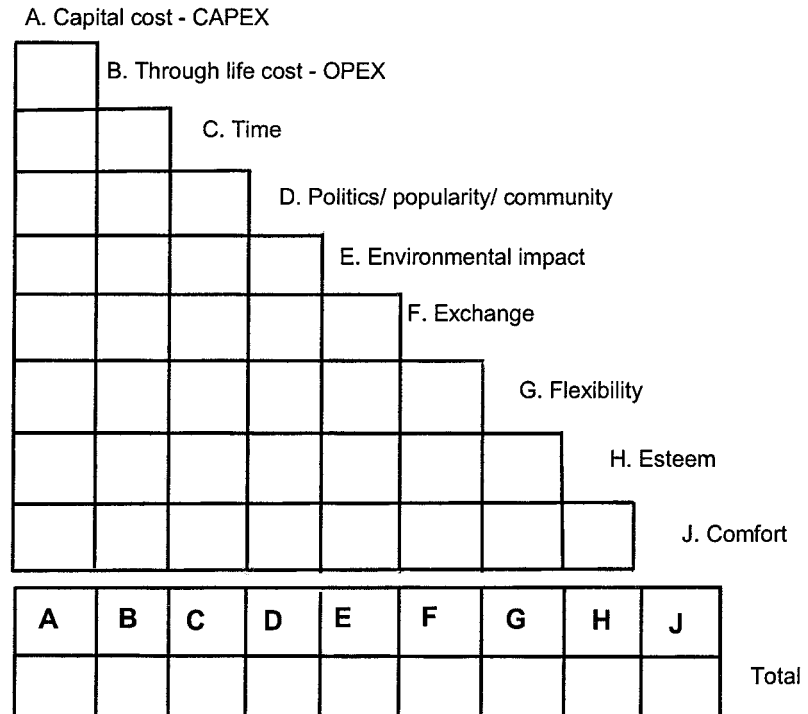 A. Capital cost - CAPEX
B. Through life cost - OPEX
C. Time
D. Politics/ popularity/ community
E. Environmental impact
F. Exchange
G. Flexibility
H. Esteem
J. Comfort
A B C D E F G H J
Total